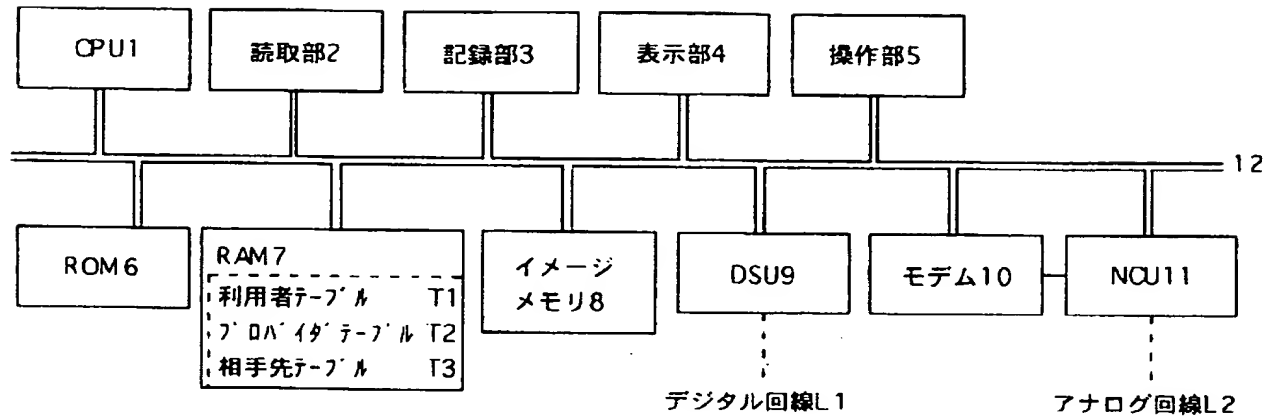 CPU1
読取部2
記録部3
表示部4
操作部5
12
ROM6
RAM7
利用者テーブル T1
プロバイダテーブル T2
相手先テーブル T3
イメージ
メモリ8
DSU9
モデム10
NCU11
デジタル回線L1
アナログ回線L2